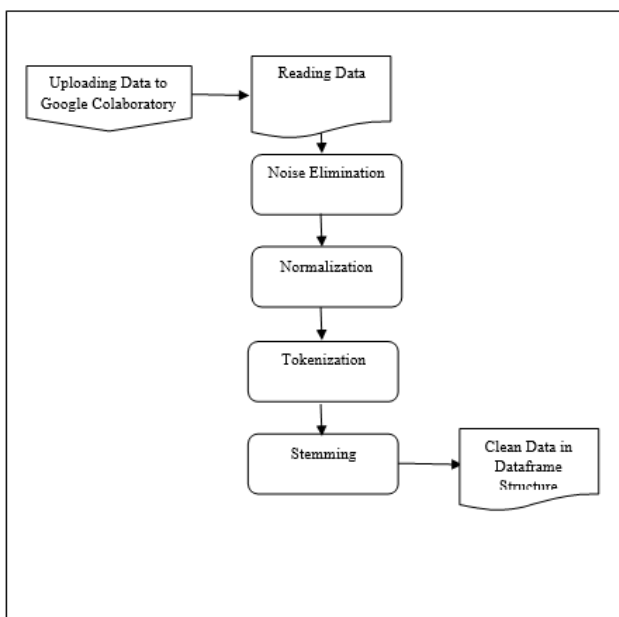 Uploading Data to
Google Colaboratory
Reading Data
Noise Elimination
Normalization
Tokenization
Stemming
Clean Data in
Dataframe
Structure